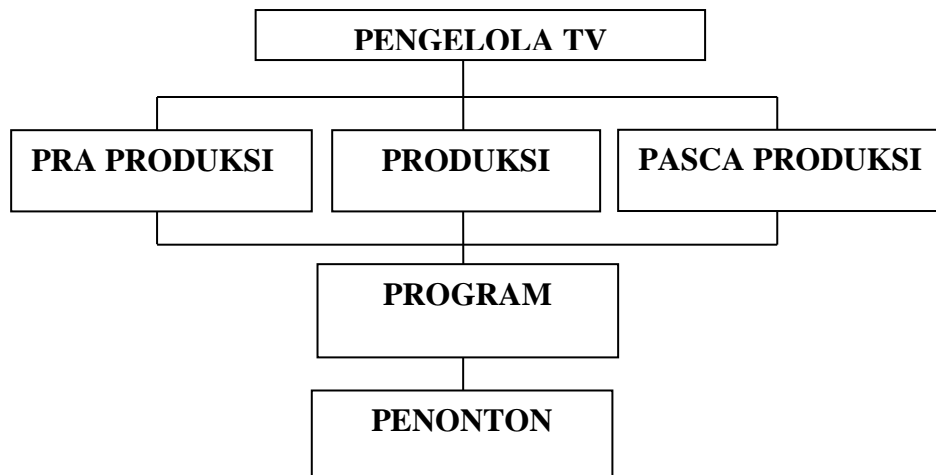 PENGELOLA TV
PRA PRODUKSI
PRODUKSI
PASCA PRODUKSI
PROGRAM
PENONTON